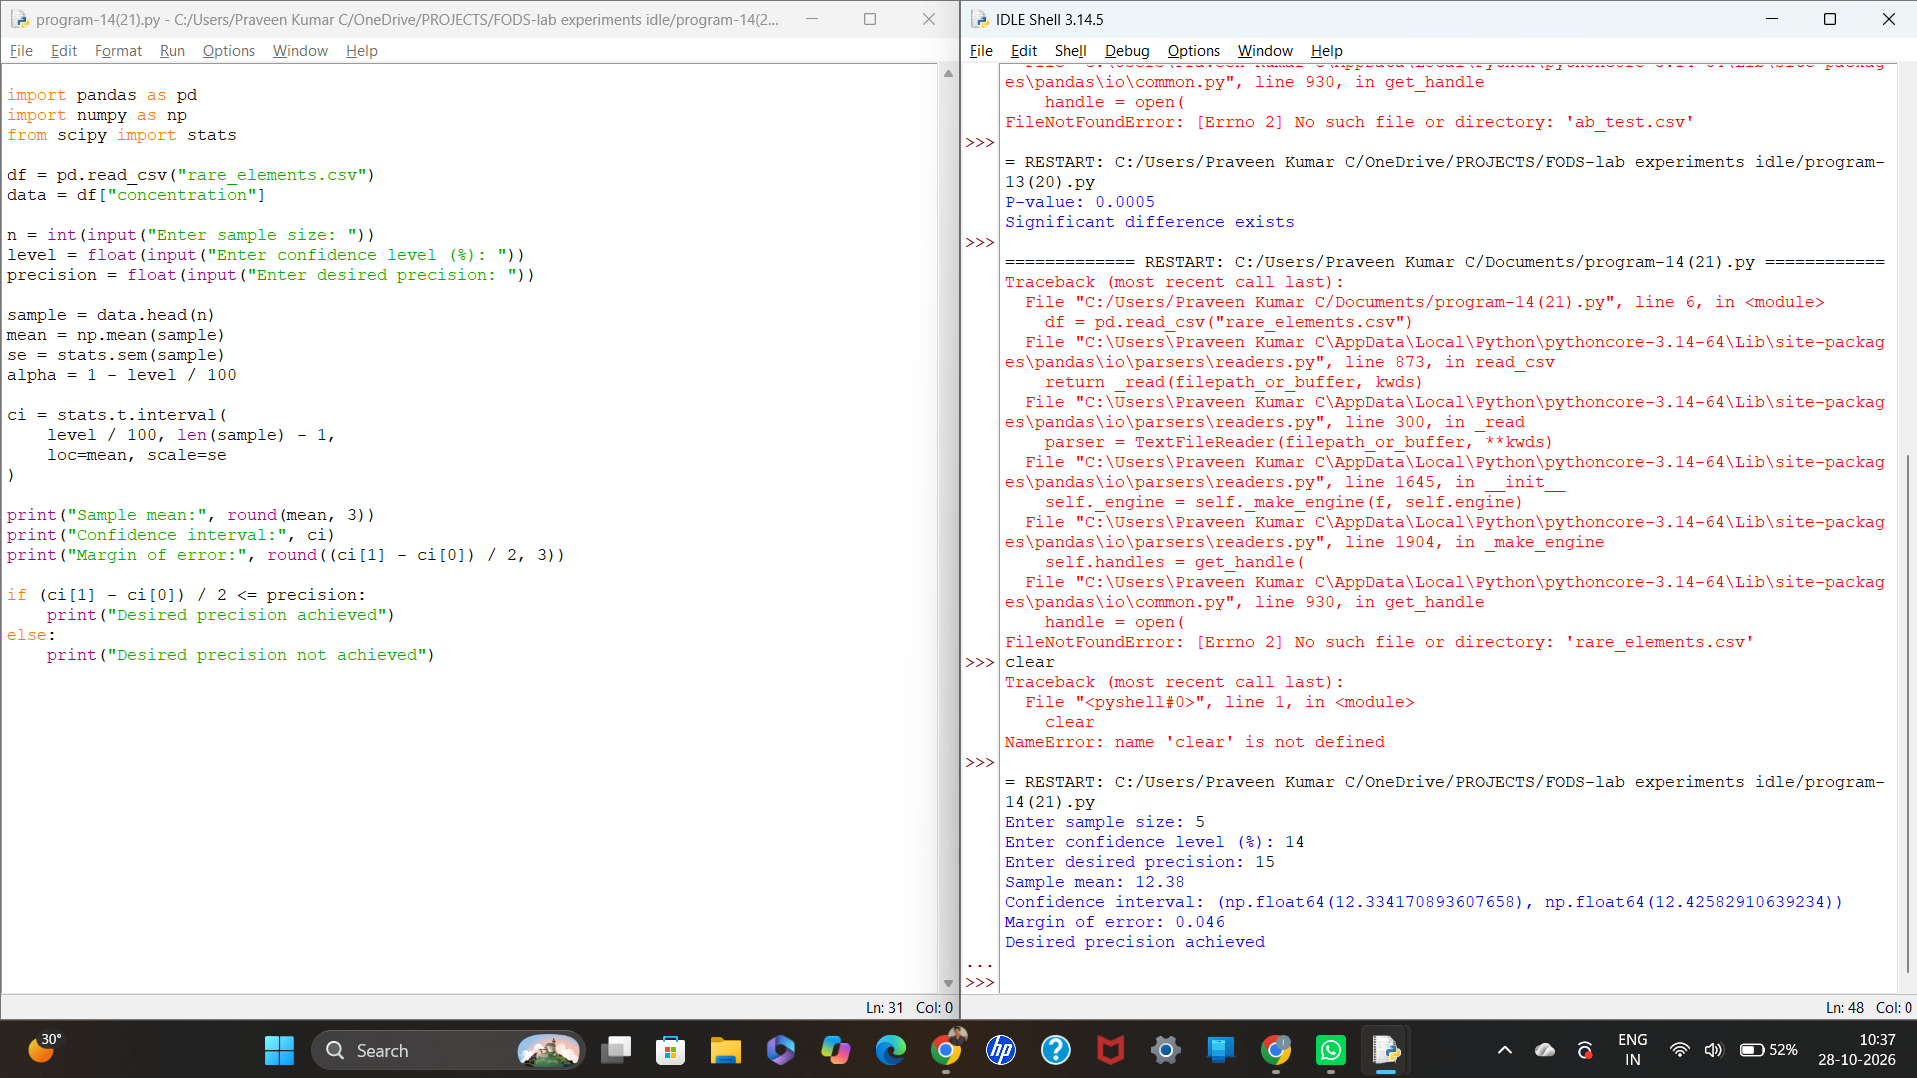 program-14(21).py - C:/Users/Praveen Kumar C/OneDrive/PROJECTS/FODS-lab experiments idle/program-14(2...
File Edit Format Run Options Window Help
import pandas as pd
import numpy as np
from scipy import stats
df = pd.read_csv("rare_elements.csv")
data = df["concentration"]
n = int(input("Enter sample size: "))
level = float(input("Enter confidence level (%): "))
precision = float(input("Enter desired precision: "))
sample = data.head(n)
mean = np.mean(sample)
se = stats.sem(sample)
alpha = 1 - level / 100
ci = stats.t.interval(
    level / 100, len(sample) - 1,
    loc=mean, scale=se
)
print("Sample mean:", round(mean, 3))
print("Confidence interval:", ci)
print("Margin of error:", round((ci[1] - ci[0]) / 2, 3))
if (ci[1] - ci[0]) / 2 <= precision:
    print("Desired precision achieved")
else:
    print("Desired precision not achieved")
Ln: 31 Col: 0
IDLE Shell 3.14.5
File Edit Shell Debug Options Window Help
File "C:\Users\Praveen Kumar C\AppData\Local\Python\pythoncore-3.14-64\Lib\site-packag
es\pandas\io\common.py", line 930, in get_handle
    handle = open(
FileNotFoundError: [Errno 2] No such file or directory: 'ab_test.csv'
>>>
= RESTART: C:/Users/Praveen Kumar C/OneDrive/PROJECTS/FODS-lab experiments idle/program-
13(20).py
P-value: 0.0005
Significant difference exists
>>>
============= RESTART: C:/Users/Praveen Kumar C/Documents/program-14(21).py ============
Traceback (most recent call last):
  File "C:/Users/Praveen Kumar C/Documents/program-14(21).py", line 6, in <module>
    df = pd.read_csv("rare_elements.csv")
  File "C:\Users\Praveen Kumar C\AppData\Local\Python\pythoncore-3.14-64\Lib\site-packag
es\pandas\io\parsers\readers.py", line 873, in read_csv
    return _read(filepath_or_buffer, kwds)
  File "C:\Users\Praveen Kumar C\AppData\Local\Python\pythoncore-3.14-64\Lib\site-packag
es\pandas\io\parsers\readers.py", line 300, in _read
    parser = TextFileReader(filepath_or_buffer, **kwds)
  File "C:\Users\Praveen Kumar C\AppData\Local\Python\pythoncore-3.14-64\Lib\site-packag
es\pandas\io\parsers\readers.py", line 1645, in __init__
    self._engine = self._make_engine(f, self.engine)
  File "C:\Users\Praveen Kumar C\AppData\Local\Python\pythoncore-3.14-64\Lib\site-packag
es\pandas\io\parsers\readers.py", line 1904, in _make_engine
    self.handles = get_handle(
  File "C:\Users\Praveen Kumar C\AppData\Local\Python\pythoncore-3.14-64\Lib\site-packag
es\pandas\io\common.py", line 930, in get_handle
    handle = open(
FileNotFoundError: [Errno 2] No such file or directory: 'rare_elements.csv'
>>> clear
Traceback (most recent call last):
  File "<pyshell#0>", line 1, in <module>
    clear
NameError: name 'clear' is not defined
>>>
= RESTART: C:/Users/Praveen Kumar C/OneDrive/PROJECTS/FODS-lab experiments idle/program-
14(21).py
Enter sample size: 5
Enter confidence level (%): 14
Enter desired precision: 15
Sample mean: 12.38
Confidence interval: (np.float64(12.334170893607658), np.float64(12.42582910639234))
Margin of error: 0.046
Desired precision achieved
...
>>>
Ln: 48 Col: 0
30°
Search
hp
ENG
IN
52%
10:37
28-10-2026